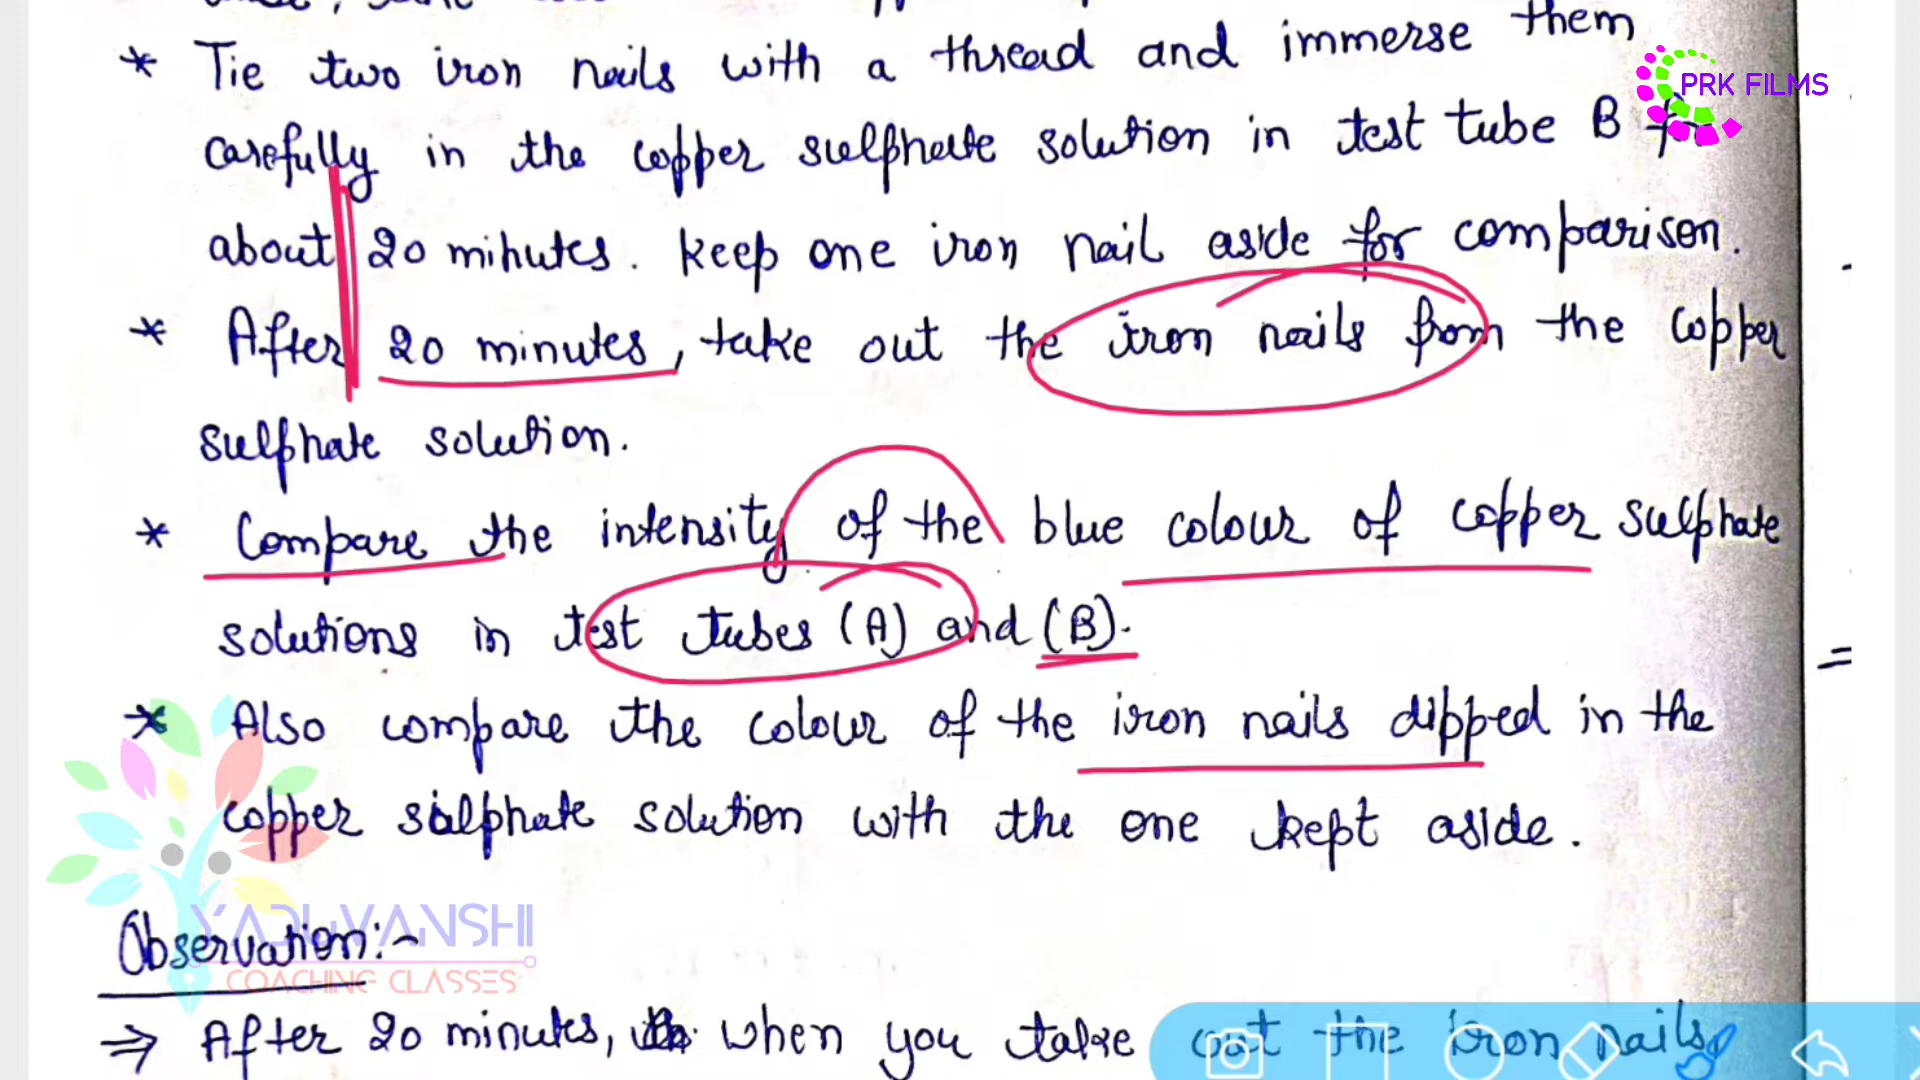 * Tie two iron nails with a thread and immerse them
PRK FILMS
carefully in the copper sulphate solution in test tube B for
about 20 minutes. Keep one iron nail aside for comparison.
* After 20 minutes, take out the iron nails from the copper
sulphate solution.
* Compare the intensity of the blue colour of copper sulphate
solutions in test tubes (A) and (B).
=
* Also compare the colour of the iron nails dipped in the
copper sulphate solution with the one kept aside.
YADUVANSHI
Observation:-
COACHING CLASSES
⇒ After 20 minutes, when you take out the iron nails